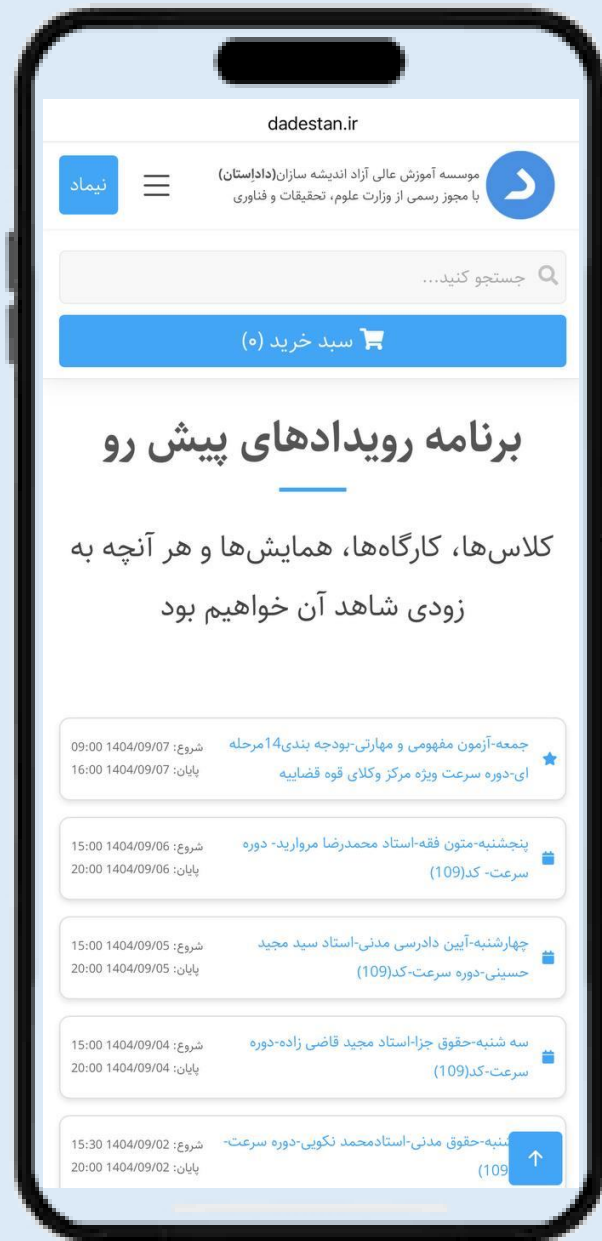 dadestan.ir
موسسه آموزش عالی آزاد اندیشه سازان(دادِستان)
با مجوز رسمی از وزارت علوم، تحقیقات و فناوری
نیماد
جستجو کنید...
سبد خرید (۰)
برنامه رویدادهای پیش رو
کلاس‌ها، کارگاه‌ها، همایش‌ها و هر آنچه به
زودی شاهد آن خواهیم بود
جمعه-آزمون مفهومی و مهارتی-بودجه بندی14مرحله
ای-دوره سرعت ویژه مرکز وکلای قوه قضاییه
شروع: 1404/09/07 09:00
پایان: 1404/09/07 16:00
پنجشنبه-متون فقه-استاد محمدرضا مروارید- دوره
سرعت- کد(109)
شروع: 1404/09/06 15:00
پایان: 1404/09/06 20:00
چهارشنبه-آیین دادرسی مدنی-استاد سید مجید
حسینی-دوره سرعت-کد(109)
شروع: 1404/09/05 15:00
پایان: 1404/09/05 20:00
سه شنبه-حقوق جزا-استاد مجید قاضی زاده-دوره
سرعت-کد(109)
شروع: 1404/09/04 15:00
پایان: 1404/09/04 20:00
حقوق مدنی-استادمحمد نکویی-دوره سرعت-
(109
شروع: 1404/09/02 15:30
پایان: 1404/09/02 20:00